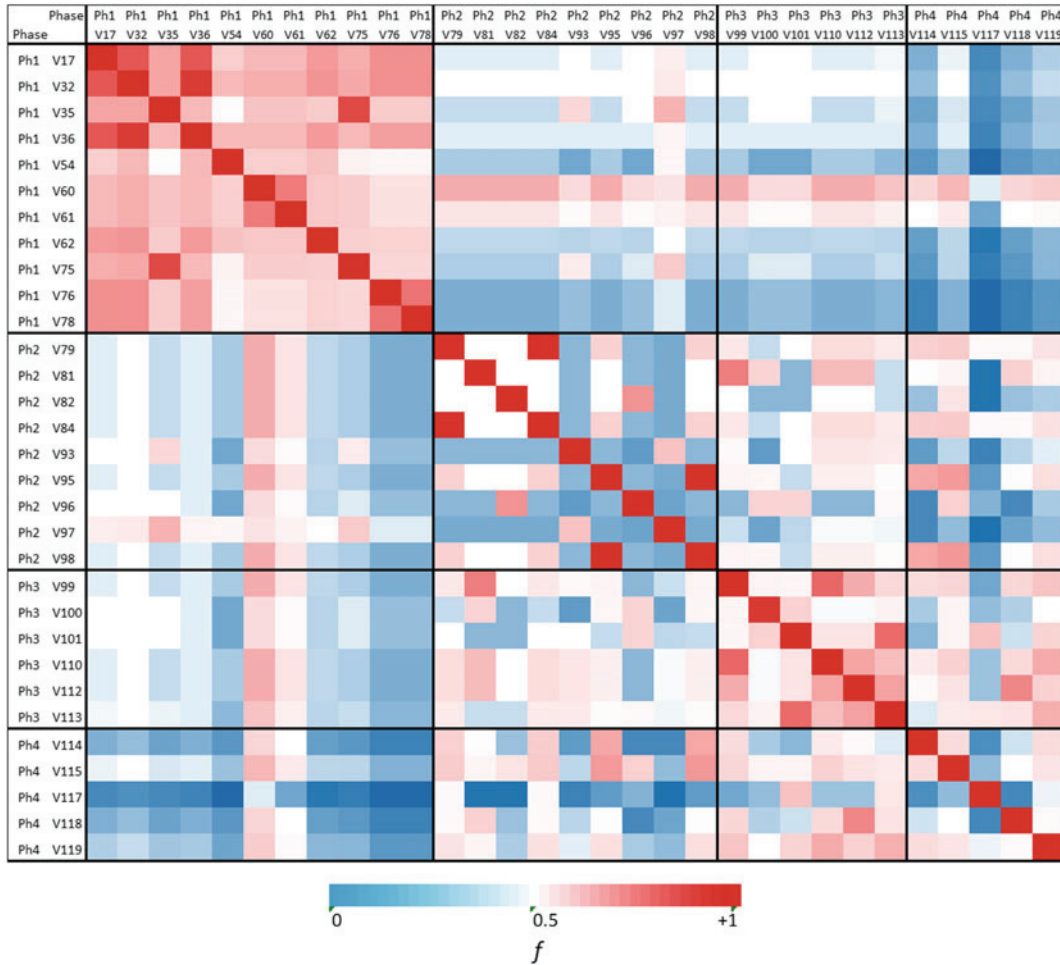 Phase Ph1 Ph1 Ph1 Ph1 Ph1 Ph1 Ph1 Ph1 Ph1 Ph1 Ph1 Ph2 Ph2 Ph2 Ph2 Ph2 Ph2 Ph2 Ph2 Ph2 Ph3 Ph3 Ph3 Ph3 Ph3 Ph3 Ph4 Ph4 Ph4 Ph4 Ph4
Phase V17 V32 V35 V36 V54 V60 V61 V62 V75 V76 V78 V79 V81 V82 V84 V93 V95 V96 V97 V98 V99 V100 V101 V110 V112 V113 V114 V115 V117 V118 V119
Ph1 V17
Ph1 V32
Ph1 V35
Ph1 V36
Ph1 V54
Ph1 V60
Ph1 V61
Ph1 V62
Ph1 V75
Ph1 V76
Ph1 V78
Ph2 V79
Ph2 V81
Ph2 V82
Ph2 V84
Ph2 V93
Ph2 V95
Ph2 V96
Ph2 V97
Ph2 V98
Ph3 V99
Ph3 V100
Ph3 V101
Ph3 V110
Ph3 V112
Ph3 V113
Ph4 V114
Ph4 V115
Ph4 V117
Ph4 V118
Ph4 V119
0 0.5 +1
f